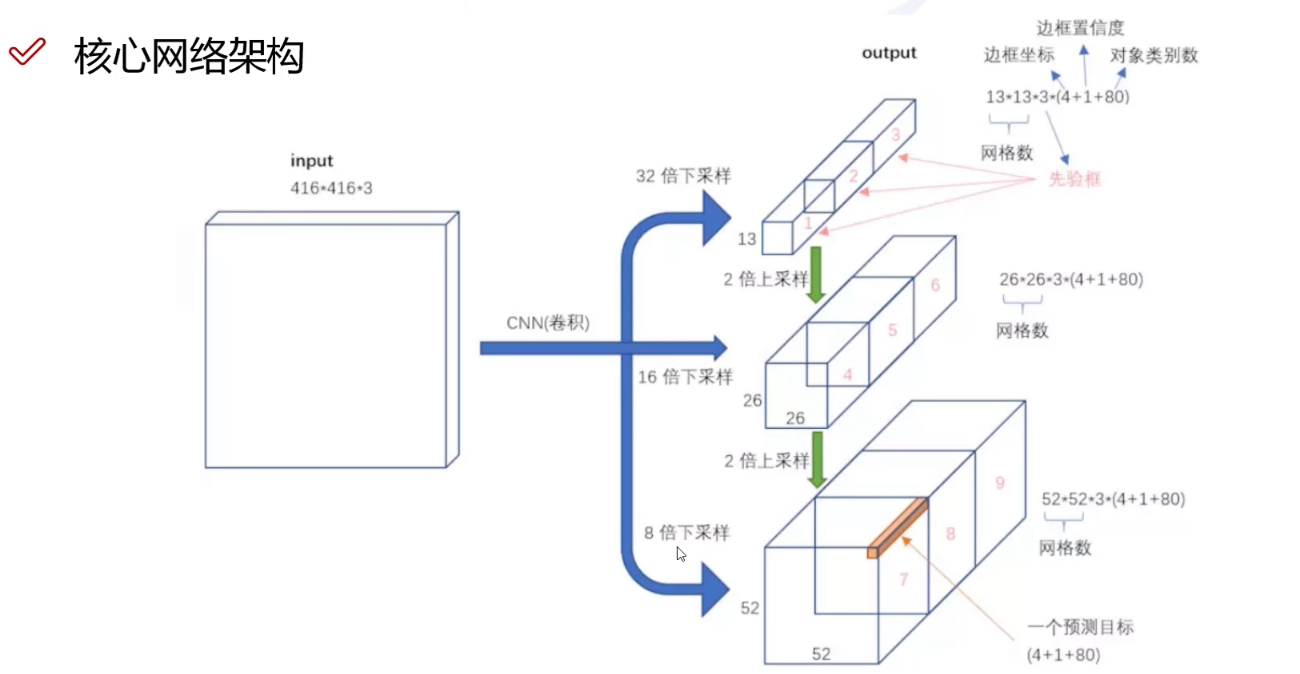 核心网络架构
input
416*416*3
CNN(卷积)
32 倍下采样
16 倍下采样
8 倍下采样
output
边框置信度
边框坐标
对象类别数
13*13*3*(4+1+80)
网格数
先验框
3
2
1
13
2 倍上采样
26*26*3*(4+1+80)
网格数
6
5
4
26
26
2 倍上采样
52*52*3*(4+1+80)
网格数
9
8
7
52
52
一个预测目标
(4+1+80)